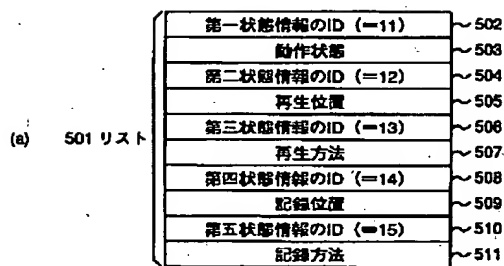 第一状態情報のID (=11) 502
動作状態 503
第二状態情報のID (=12) 504
再生位置 505
(a) 501 リスト 第三状態情報のID (=13) 506
再生方法 507
第四状態情報のID (=14) 508
記録位置 509
第五状態情報のID (=15) 510
記録方法 511